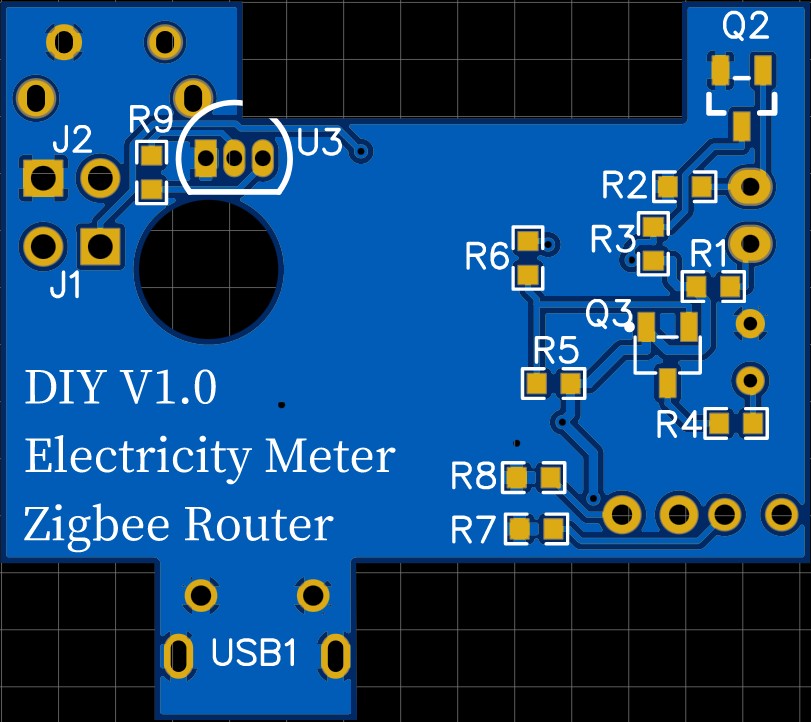 Q2
R9
J2
U3
R2
R3
R6
R1
J1
Q3
R5
DIY V1.0
R4
Electricity Meter
R8
Zigbee Router
R7
USB1